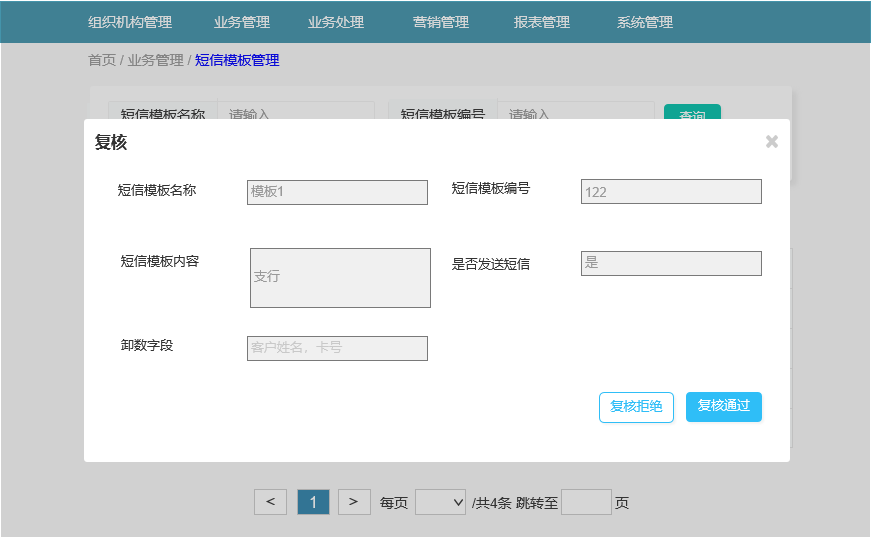 组织机构管理 业务管理 业务处理 营销管理 报表管理 系统管理
首页 / 业务管理 / 短信模板管理
短信模板名称 请输入 短信模板编号 请输入 查询
复核 ×
短信模板名称 模板1 短信模板编号 122
短信模板内容 支行 是否发送短信 是
卸数字段 客户姓名，卡号
复核拒绝 复核通过
< 1 > 每页 /共4条 跳转至 页